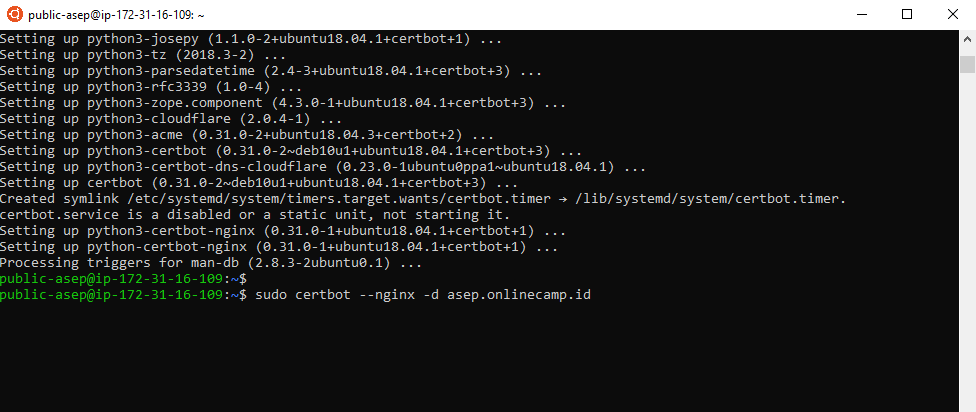 public-asep@ip-172-31-16-109: ~
Setting up python3-josepy (1.1.0-2+ubuntu18.04.1+certbot+1) ...
Setting up python3-tz (2018.3-2) ...
Setting up python3-parsedatetime (2.4-3+ubuntu18.04.1+certbot+3) ...
Setting up python3-rfc3339 (1.0-4) ...
Setting up python3-zope.component (4.3.0-1+ubuntu18.04.1+certbot+3) ...
Setting up python3-cloudflare (2.0.4-1) ...
Setting up python3-acme (0.31.0-2+ubuntu18.04.3+certbot+2) ...
Setting up python3-certbot (0.31.0-2~deb10u1+ubuntu18.04.1+certbot+3) ...
Setting up python3-certbot-dns-cloudflare (0.23.0-1ubuntu0ppa1~ubuntu18.04.1) ...
Setting up certbot (0.31.0-2~deb10u1+ubuntu18.04.1+certbot+3) ...
Created symlink /etc/systemd/system/timers.target.wants/certbot.timer → /lib/systemd/system/certbot.timer.
certbot.service is a disabled or a static unit, not starting it.
Setting up python3-certbot-nginx (0.31.0-1+ubuntu18.04.1+certbot+1) ...
Setting up python-certbot-nginx (0.31.0-1+ubuntu18.04.1+certbot+1) ...
Processing triggers for man-db (2.8.3-2ubuntu0.1) ...
public-asep@ip-172-31-16-109:~$
public-asep@ip-172-31-16-109:~$ sudo certbot --nginx -d asep.onlinecamp.id